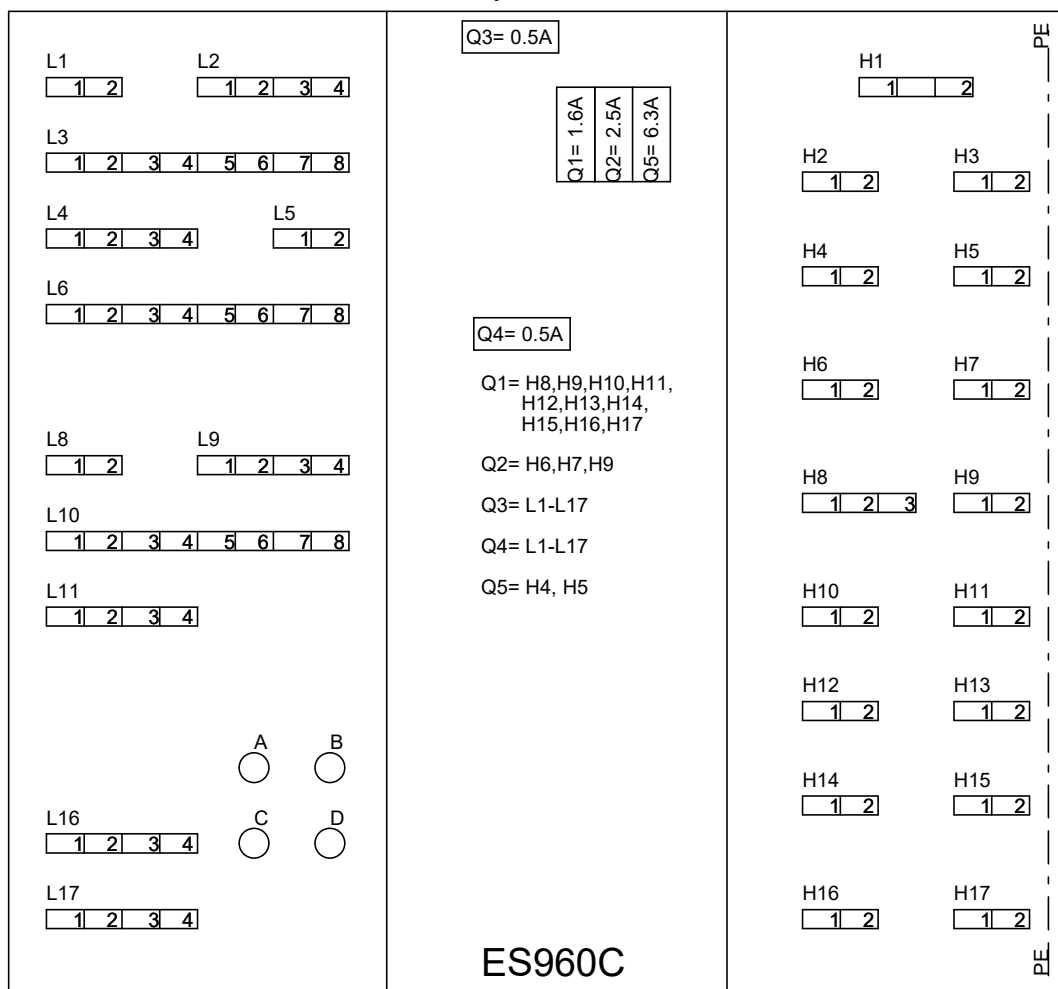 L1
1 2
L2
1 2 3 4
L3
1 2 3 4 5 6 7 8
L4
1 2 3 4
L5
1 2
L6
1 2 3 4 5 6 7 8
L8
1 2
L9
1 2 3 4
L10
1 2 3 4 5 6 7 8
L11
1 2 3 4
A
B
C
D
L16
1 2 3 4
L17
1 2 3 4
Q3= 0.5A
Q1= 1.6A
Q2= 2.5A
Q5= 6.3A
Q4= 0.5A
Q1= H8,H9,H10,H11,
H12,H13,H14,
H15,H16,H17
Q2= H6,H7,H9
Q3= L1-L17
Q4= L1-L17
Q5= H4, H5
ES960C
PE
H1
1 2
H2
1 2
H3
1 2
H4
1 2
H5
1 2
H6
1 2
H7
1 2
H8
1 2 3
H9
1 2
H10
1 2
H11
1 2
H12
1 2
H13
1 2
H14
1 2
H15
1 2
H16
1 2
H17
1 2
PE